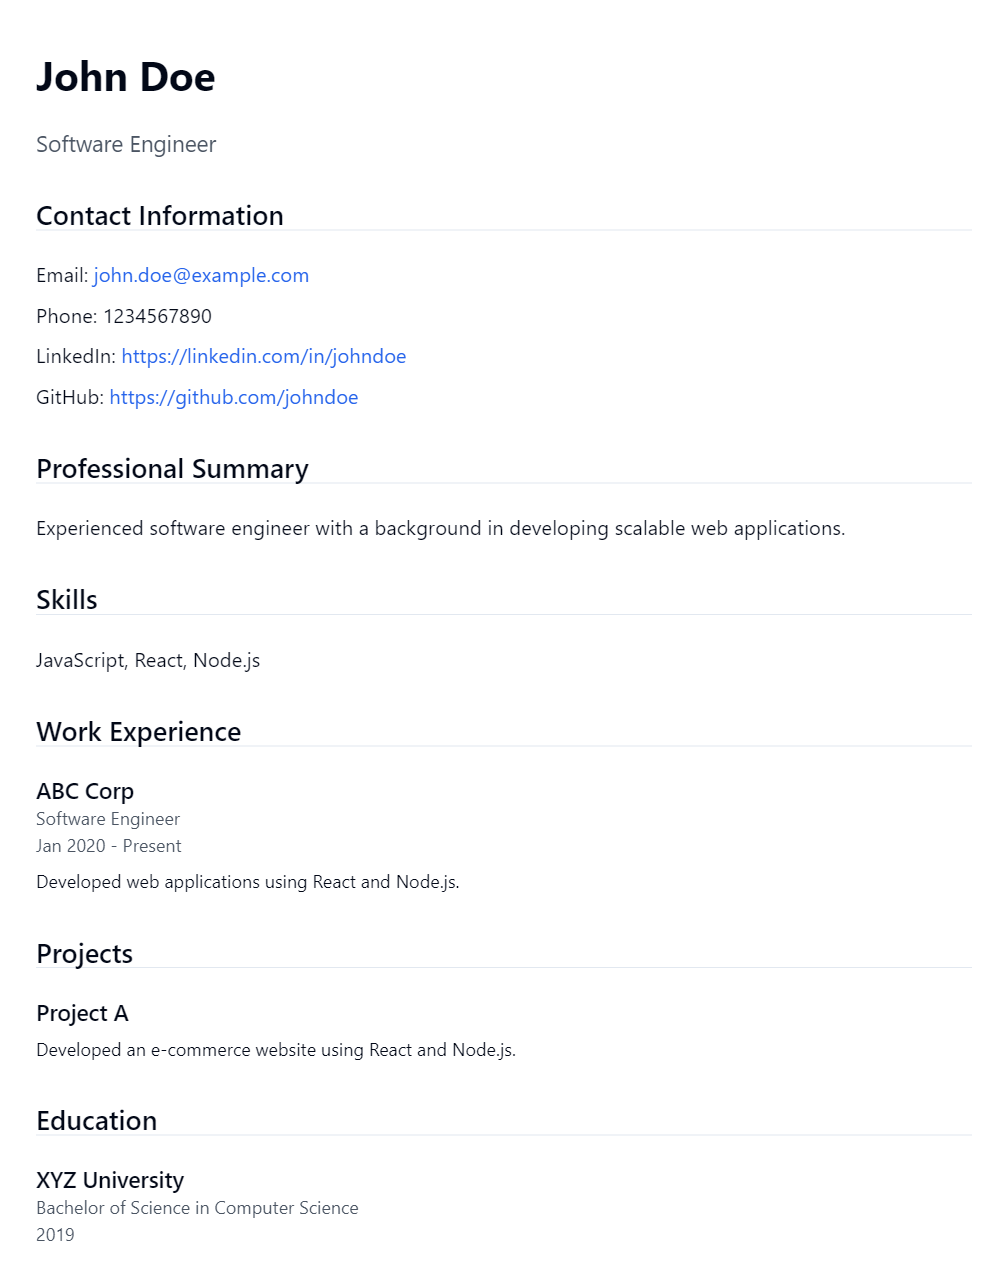 John Doe
Software Engineer
Contact Information
Email: john.doe@example.com
Phone: 1234567890
LinkedIn: https://linkedin.com/in/johndoe
GitHub: https://github.com/johndoe
Professional Summary
Experienced software engineer with a background in developing scalable web applications.
Skills
JavaScript, React, Node.js
Work Experience
ABC Corp
Software Engineer
Jan 2020 - Present
Developed web applications using React and Node.js.
Projects
Project A
Developed an e-commerce website using React and Node.js.
Education
XYZ University
Bachelor of Science in Computer Science
2019